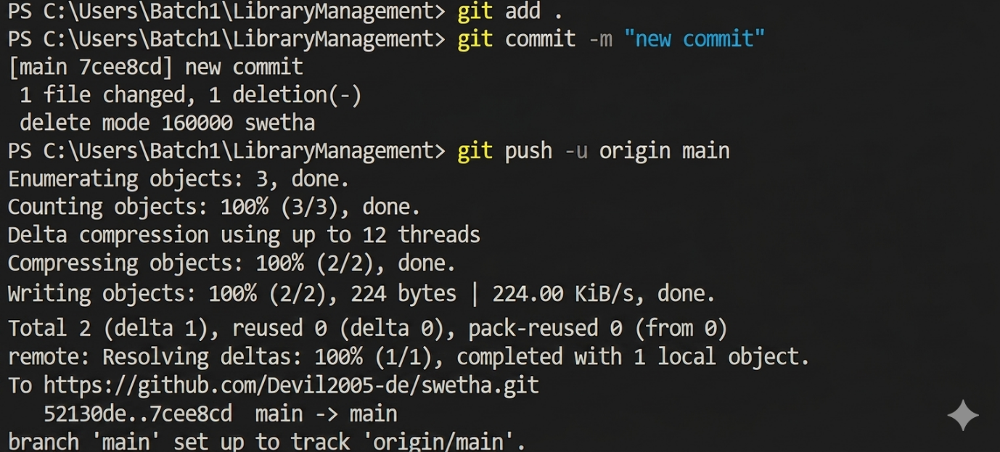 PS C:\Users\Batch1\LibraryManagement> git add .
PS C:\Users\Batch1\LibraryManagement> git commit -m "new commit"
[main 7cee8cd] new commit
 1 file changed, 1 deletion(-)
 delete mode 160000 swetha
PS C:\Users\Batch1\LibraryManagement> git push -u origin main
Enumerating objects: 3, done.
Counting objects: 100% (3/3), done.
Delta compression using up to 12 threads
Compressing objects: 100% (2/2), done.
Writing objects: 100% (2/2), 224 bytes | 224.00 KiB/s, done.
Total 2 (delta 1), reused 0 (delta 0), pack-reused 0 (from 0)
remote: Resolving deltas: 100% (1/1), completed with 1 local object.
To https://github.com/Devil2005-de/swetha.git
   52130de..7cee8cd  main -> main
branch 'main' set up to track 'origin/main'.